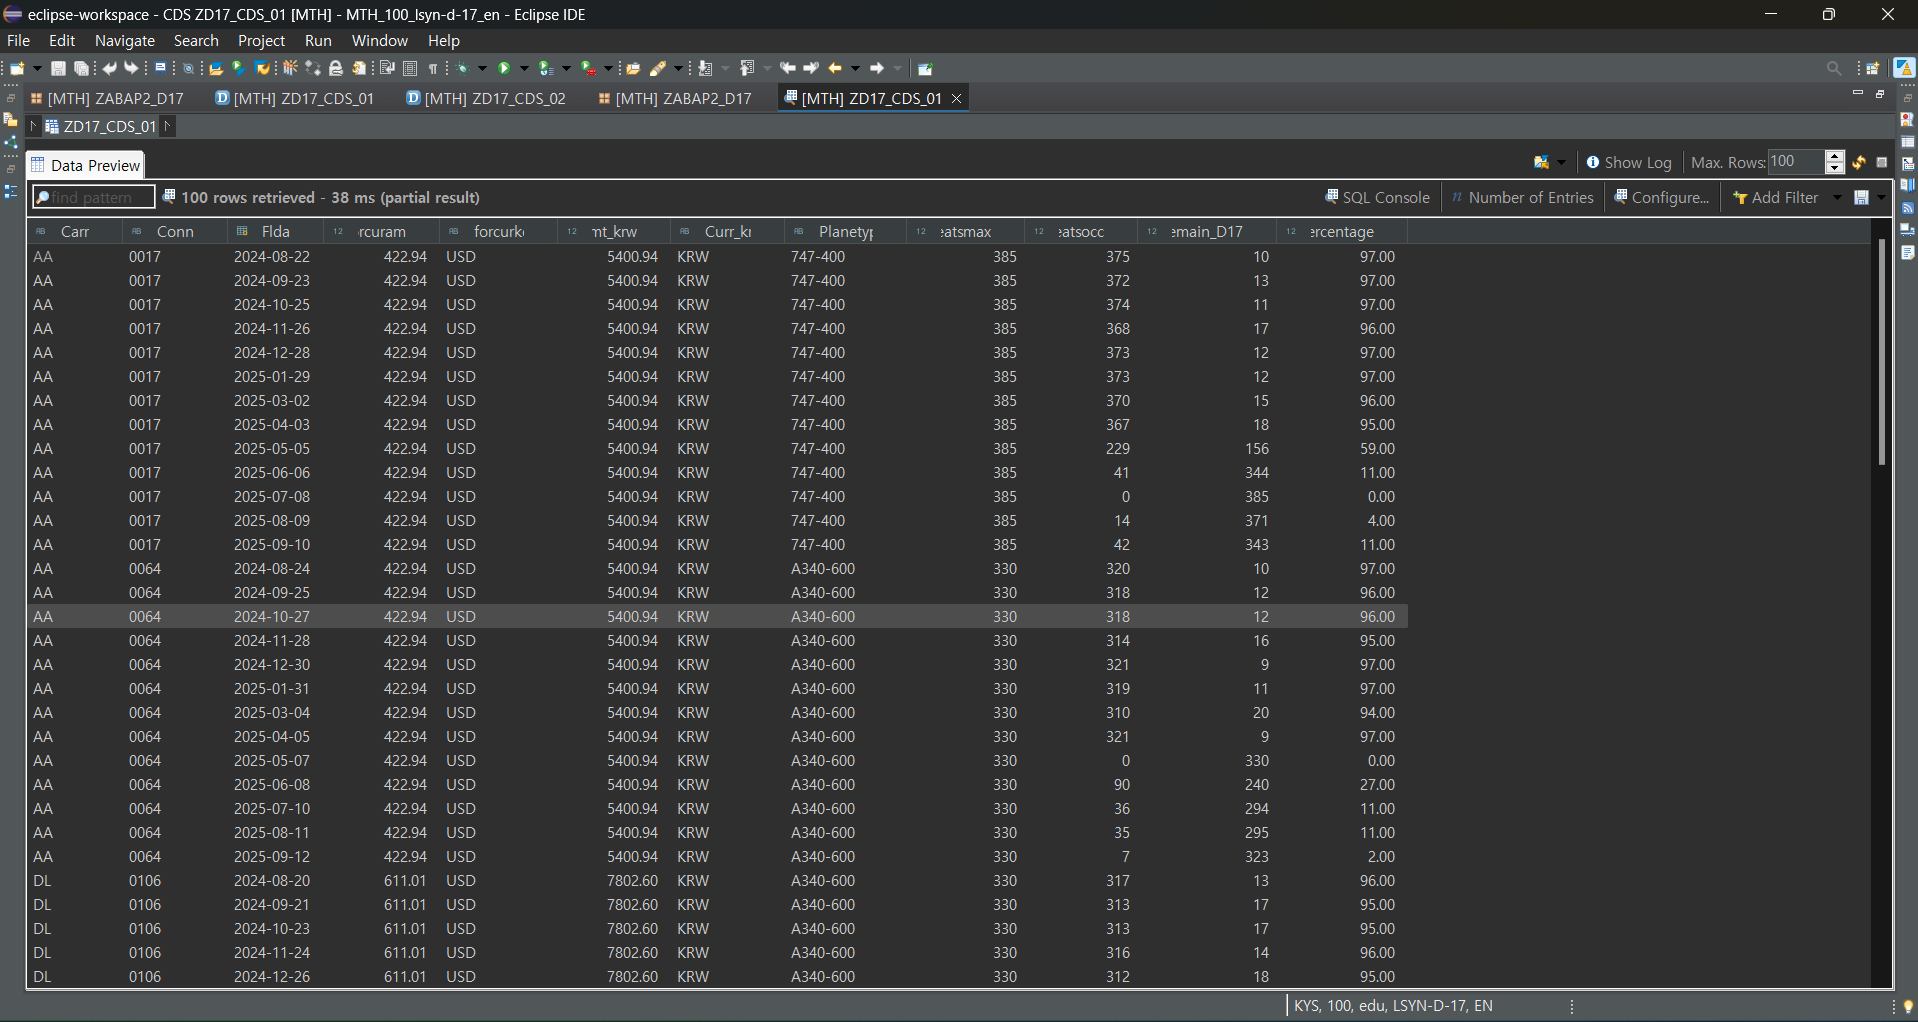 eclipse-workspace - CDS ZD17_CDS_01 [MTH] - MTH_100_lsyn-d-17_en - Eclipse IDE
File Edit Navigate Search Project Run Window Help
[MTH] ZABAP2_D17 [MTH] ZD17_CDS_01 [MTH] ZD17_CDS_02 [MTH] ZABAP2_D17 [MTH] ZD17_CDS_01
ZD17_CDS_01
Data Preview Show Log Max. Rows: 100
find pattern 100 rows retrieved - 38 ms (partial result) SQL Console Number of Entries Configure... Add Filter
Carr Conn Flda rcuram forcurk mt_krw Curr_kr Planetyp eatsmax eatsocc emain_D17 ercentage
AA 0017 2024-08-22 422.94 USD 5400.94 KRW 747-400 385 375 10 97.00
AA 0017 2024-09-23 422.94 USD 5400.94 KRW 747-400 385 372 13 97.00
AA 0017 2024-10-25 422.94 USD 5400.94 KRW 747-400 385 374 11 97.00
AA 0017 2024-11-26 422.94 USD 5400.94 KRW 747-400 385 368 17 96.00
AA 0017 2024-12-28 422.94 USD 5400.94 KRW 747-400 385 373 12 97.00
AA 0017 2025-01-29 422.94 USD 5400.94 KRW 747-400 385 373 12 97.00
AA 0017 2025-03-02 422.94 USD 5400.94 KRW 747-400 385 370 15 96.00
AA 0017 2025-04-03 422.94 USD 5400.94 KRW 747-400 385 367 18 95.00
AA 0017 2025-05-05 422.94 USD 5400.94 KRW 747-400 385 229 156 59.00
AA 0017 2025-06-06 422.94 USD 5400.94 KRW 747-400 385 41 344 11.00
AA 0017 2025-07-08 422.94 USD 5400.94 KRW 747-400 385 0 385 0.00
AA 0017 2025-08-09 422.94 USD 5400.94 KRW 747-400 385 14 371 4.00
AA 0017 2025-09-10 422.94 USD 5400.94 KRW 747-400 385 42 343 11.00
AA 0064 2024-08-24 422.94 USD 5400.94 KRW A340-600 330 320 10 97.00
AA 0064 2024-09-25 422.94 USD 5400.94 KRW A340-600 330 318 12 96.00
AA 0064 2024-10-27 422.94 USD 5400.94 KRW A340-600 330 318 12 96.00
AA 0064 2024-11-28 422.94 USD 5400.94 KRW A340-600 330 314 16 95.00
AA 0064 2024-12-30 422.94 USD 5400.94 KRW A340-600 330 321 9 97.00
AA 0064 2025-01-31 422.94 USD 5400.94 KRW A340-600 330 319 11 97.00
AA 0064 2025-03-04 422.94 USD 5400.94 KRW A340-600 330 310 20 94.00
AA 0064 2025-04-05 422.94 USD 5400.94 KRW A340-600 330 321 9 97.00
AA 0064 2025-05-07 422.94 USD 5400.94 KRW A340-600 330 0 330 0.00
AA 0064 2025-06-08 422.94 USD 5400.94 KRW A340-600 330 90 240 27.00
AA 0064 2025-07-10 422.94 USD 5400.94 KRW A340-600 330 36 294 11.00
AA 0064 2025-08-11 422.94 USD 5400.94 KRW A340-600 330 35 295 11.00
AA 0064 2025-09-12 422.94 USD 5400.94 KRW A340-600 330 7 323 2.00
DL 0106 2024-08-20 611.01 USD 7802.60 KRW A340-600 330 317 13 96.00
DL 0106 2024-09-21 611.01 USD 7802.60 KRW A340-600 330 313 17 95.00
DL 0106 2024-10-23 611.01 USD 7802.60 KRW A340-600 330 313 17 95.00
DL 0106 2024-11-24 611.01 USD 7802.60 KRW A340-600 330 316 14 96.00
DL 0106 2024-12-26 611.01 USD 7802.60 KRW A340-600 330 312 18 95.00
KYS, 100, edu, LSYN-D-17, EN